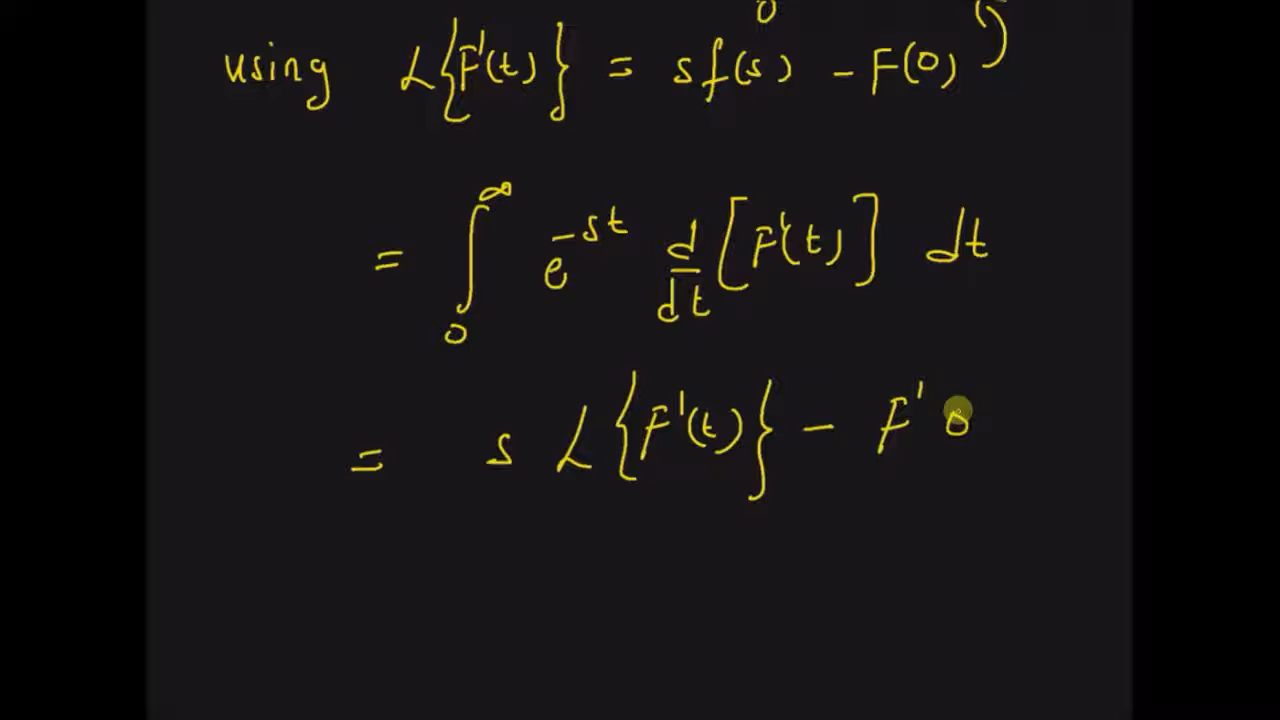 using L{F'(t)} = sf(s) - F(0)
= ∫₀^∞ e^{-st} d/dt [F'(t)] dt
= s L{F'(t)} - F' 0